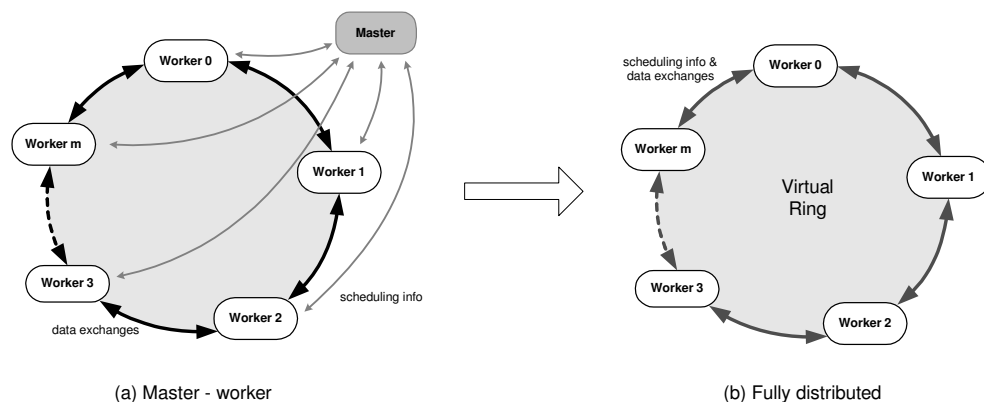 Master
Worker 0
Worker m
Worker 1
Worker 3
Worker 2
scheduling info
data exchanges
(a) Master - worker
scheduling info &
data exchanges
Worker 0
Worker m
Worker 1
Virtual
Ring
Worker 3
Worker 2
(b) Fully distributed